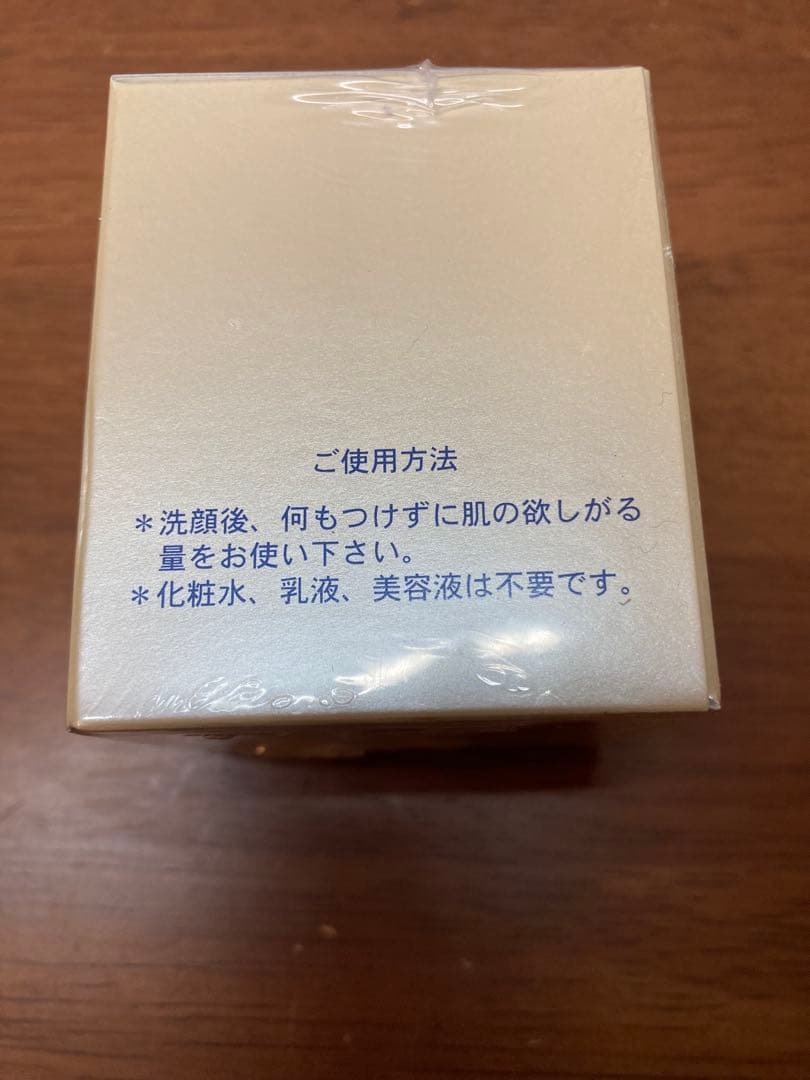 ご使用方法
＊洗顔後、何もつけずに肌の欲しがる
量をお使い下さい。
＊化粧水、乳液、美容液は不要です。